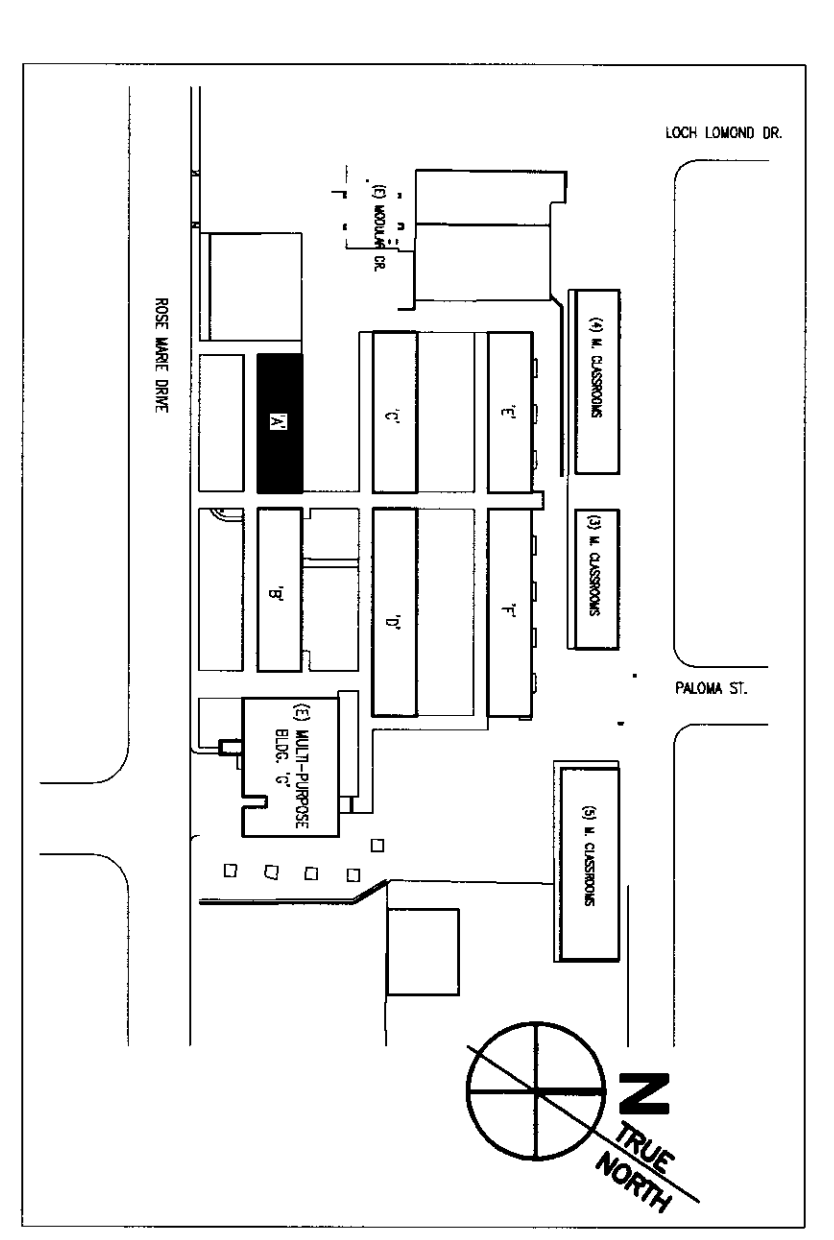 LOCH LOMOND DR.
(E) MODULAR CR.
ROSE MARIE DRIVE
(4) M. CLASSROOMS
'A'
'C'
'E'
(3) M. CLASSROOMS
'B'
'D'
'F'
PALOMA ST.
(E) MULTI-PURPOSE
BLDG. 'G'
(5) M. CLASSROOMS
N
TRUE
NORTH